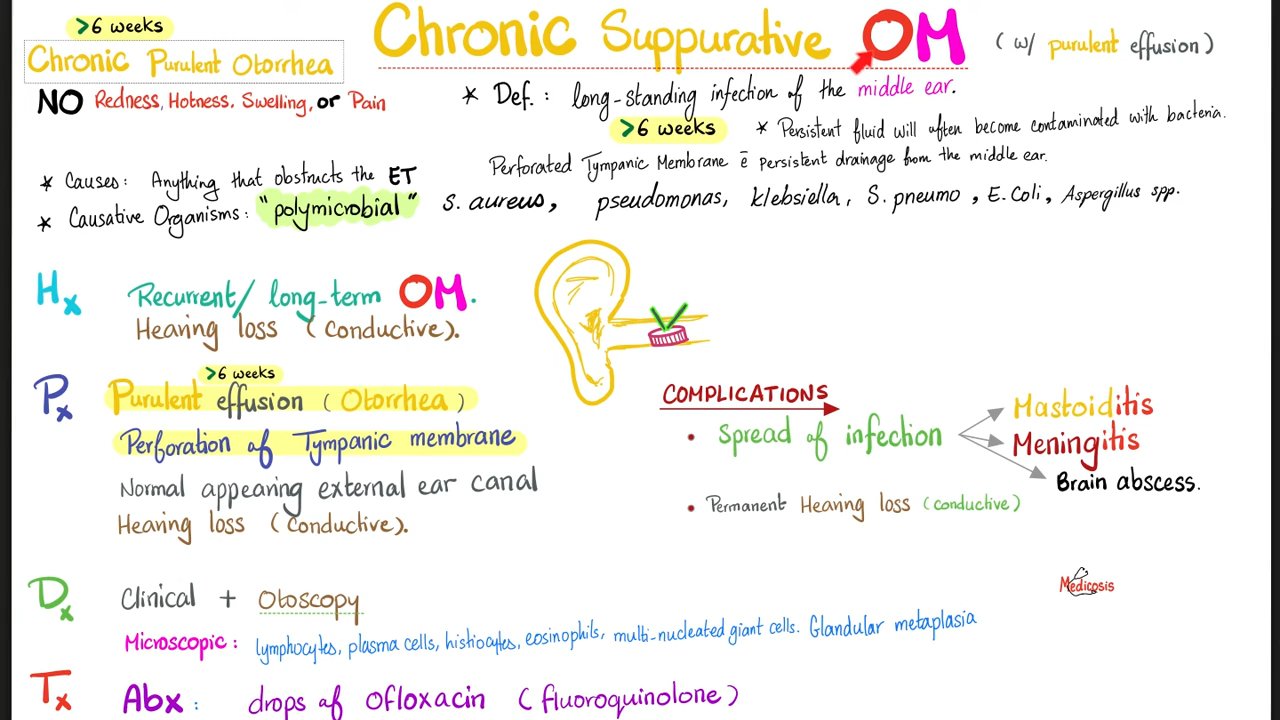 >6 weeks
Chronic Purulent Otorrhea
NO Redness, Hotness, Swelling, or Pain
Chronic Suppurative OM (w/ purulent effusion)
* Def.: long-standing infection of the middle ear.
>6 weeks * Persistent fluid will often become contaminated with bacteria.
Perforated Tympanic Membrane c̄ persistent drainage from the middle ear.
* Causes: Anything that obstructs the ET
* Causative Organisms: "polymicrobial" S. aureus, pseudomonas, klebsiella, S. pneumo, E. Coli, Aspergillus spp.
Hx
Recurrent/ long-term OM.
Hearing loss (conductive).
Px
>6 weeks
Purulent effusion (Otorrhea)
Perforation of Tympanic membrane
Normal appearing external ear canal
Hearing loss (conductive).
COMPLICATIONS
• Spread of infection
Mastoiditis
Meningitis
Brain abscess.
• Permanent Hearing loss (conductive)
Medicosis
Dx
Clinical + Otoscopy
Microscopic: lymphocytes, plasma cells, histiocytes, eosinophils, multi-nucleated giant cells. Glandular metaplasia
Tx
Abx: drops of Ofloxacin (fluoroquinolone)